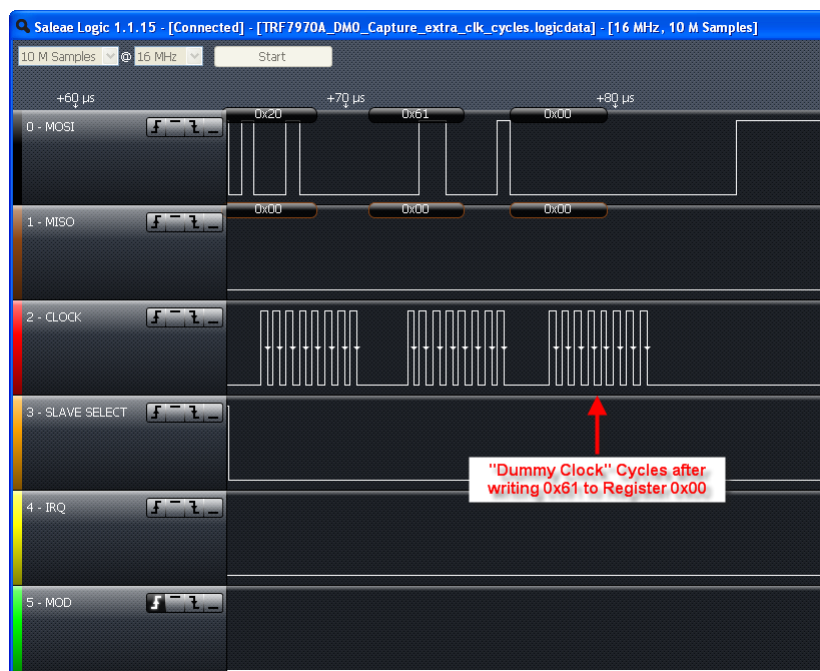 Saleae Logic 1.1.15 - [Connected] - [TRF7970A_DM0_Capture_extra_clk_cycles.logicdata] - [16 MHz, 10 M Samples]
10 M Samples @ 16 MHz Start
+60 µs +70 µs +80 µs
0x20 0x61 0x00
0 - MOSI
0x00 0x00 0x00
1 - MISO
2 - CLOCK
3 - SLAVE SELECT
"Dummy Clock" Cycles after
writing 0x61 to Register 0x00
4 - IRQ
5 - MOD